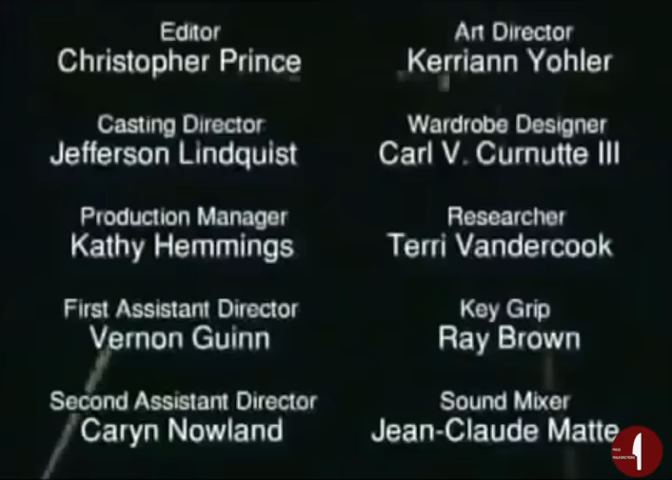 Editor
Christopher Prince
Casting Director
Jefferson Lindquist
Production Manager
Kathy Hemmings
First Assistant Director
Vernon Guinn
Second Assistant Director
Caryn Nowland
Art Director
Kerriann Yohler
Wardrobe Designer
Carl V. Curnutte III
Researcher
Terri Vandercook
Key Grip
Ray Brown
Sound Mixer
Jean-Claude Matte